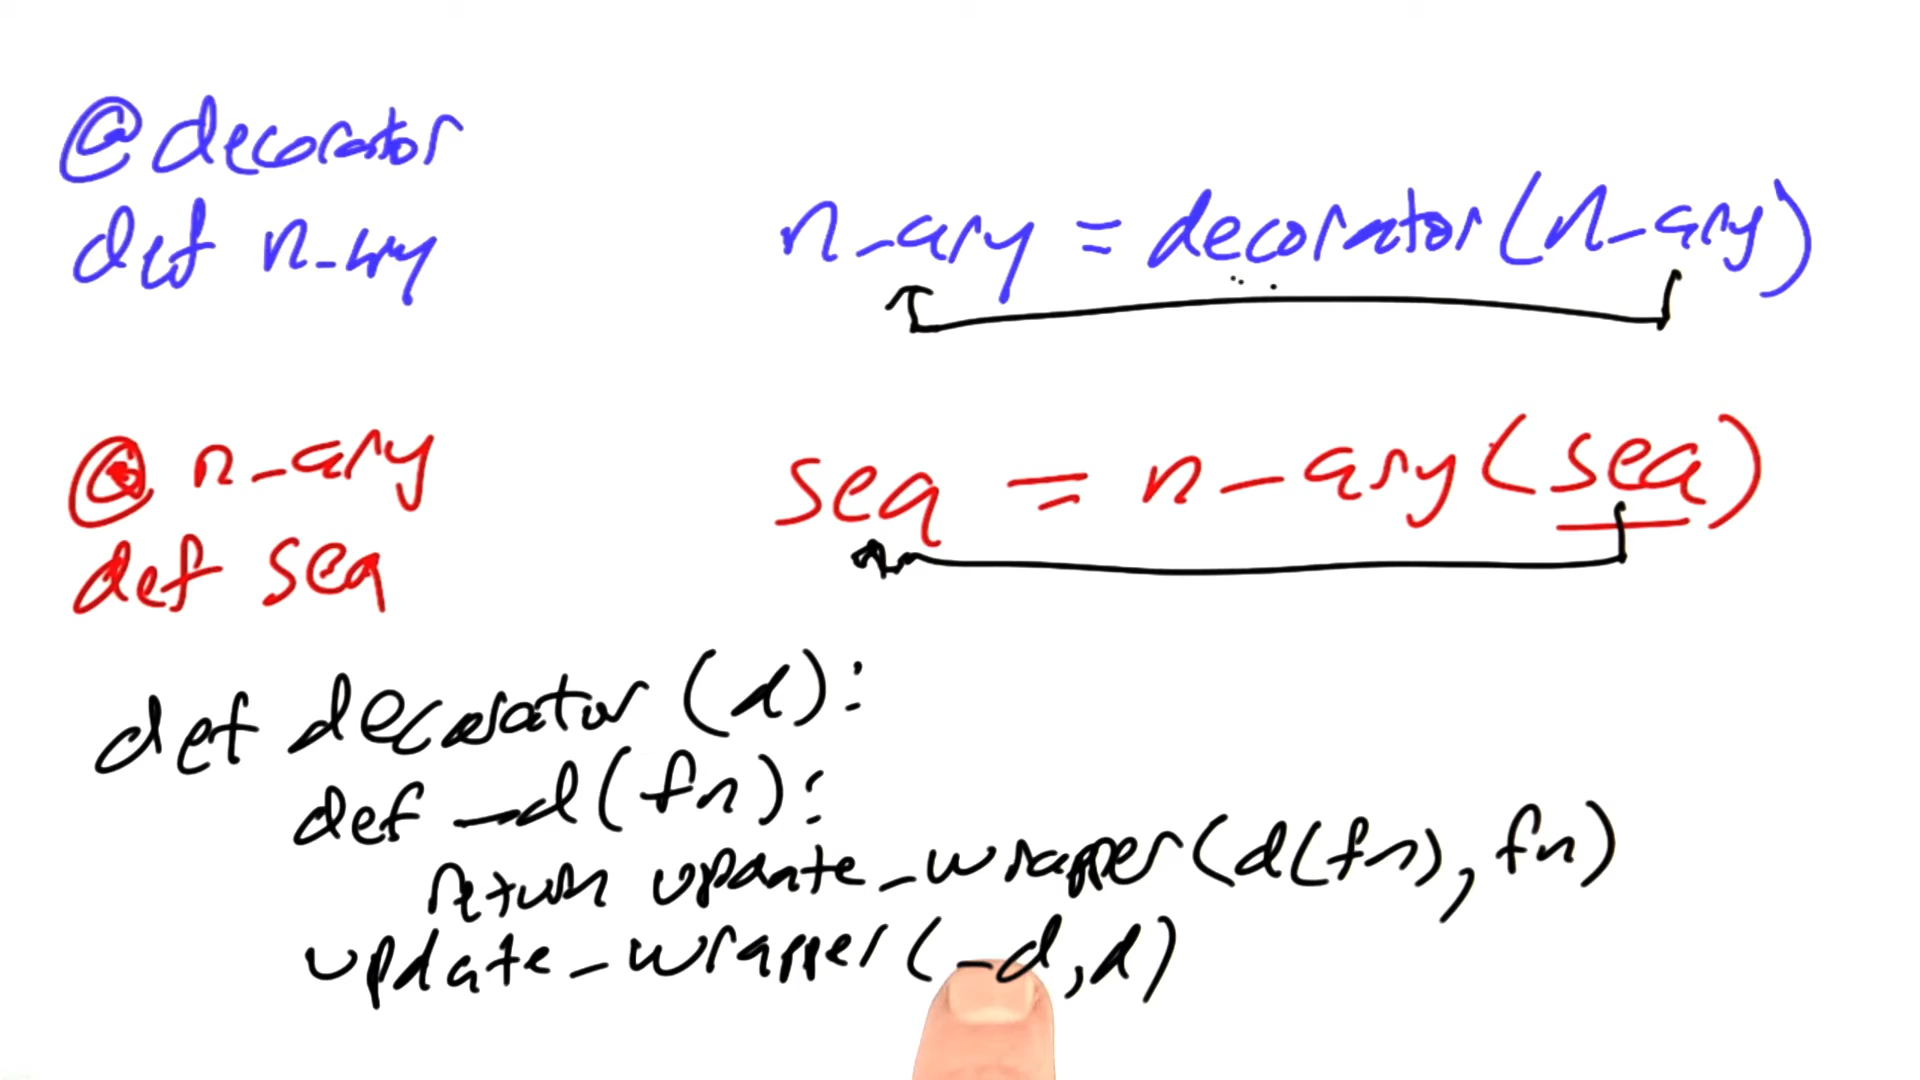 @decorator
def n_ary
n_ary = decorator(n_ary)
@n_ary
def seq
seq = n_ary(seq)
def decorator(d):
def _d(fn):
return update_wrapper(d(fn), fn)
update_wrapper(_d, d)